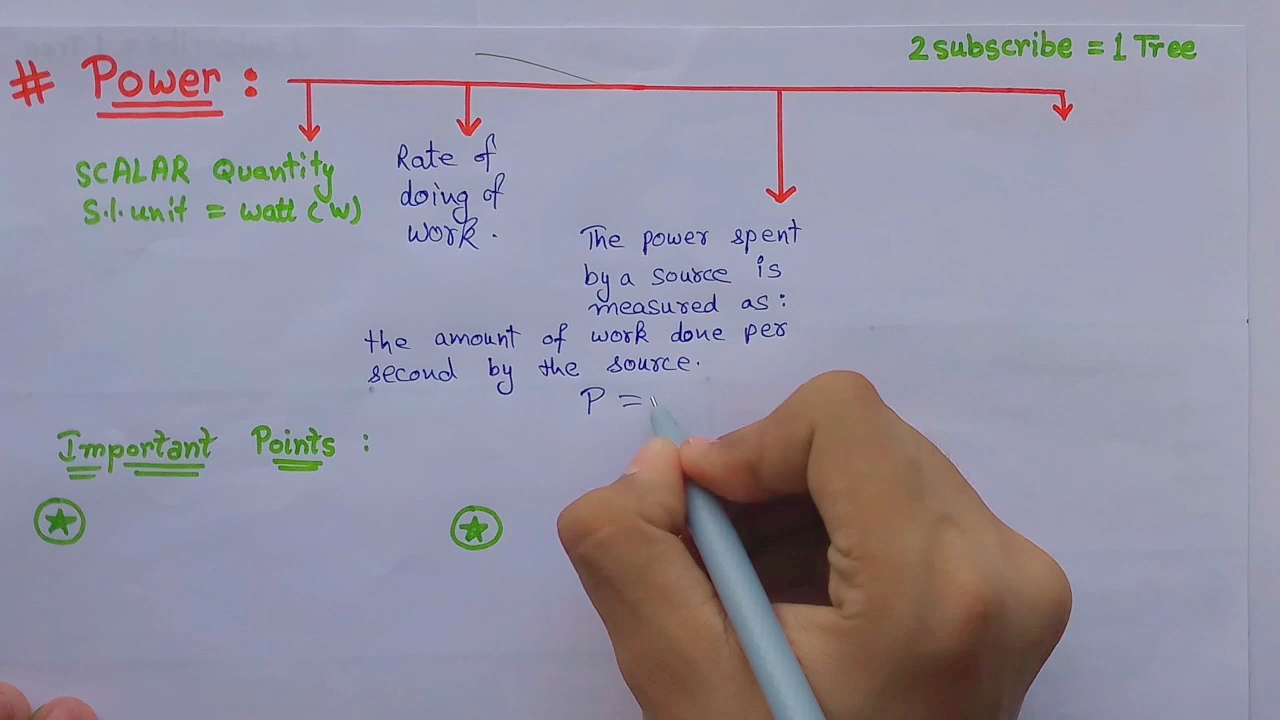 2 subscribe = 1 Tree
# Power :
SCALAR Quantity
S.I. unit = watt (W)
Rate of
doing of
work.
The power spent
by a source is
measured as:
the amount of work done per
second by the source.
P =
Important Points :